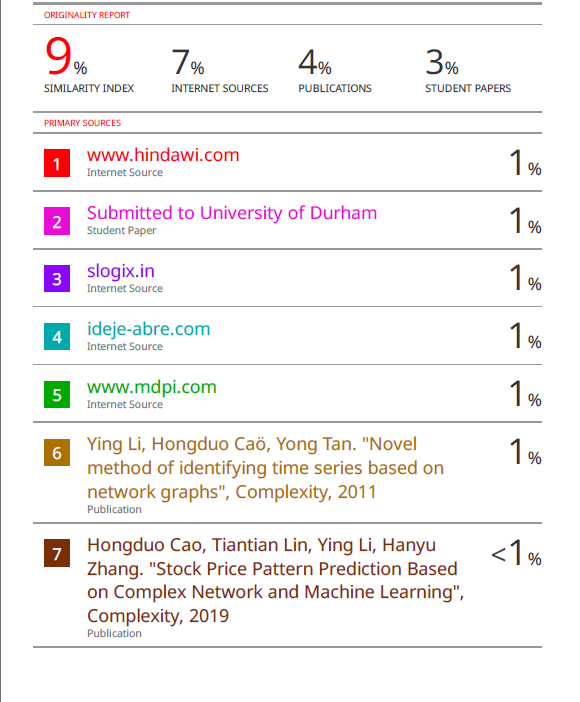 ORIGINALITY REPORT
9% 7% 4% 3%
SIMILARITY INDEX INTERNET SOURCES PUBLICATIONS STUDENT PAPERS
PRIMARY SOURCES
1 www.hindawi.com 1%
Internet Source
2 Submitted to University of Durham 1%
Student Paper
3 slogix.in 1%
Internet Source
4 ideje-abre.com 1%
Internet Source
5 www.mdpi.com 1%
Internet Source
6 Ying Li, Hongduo Caö, Yong Tan. "Novel 1%
method of identifying time series based on
network graphs", Complexity, 2011
Publication
7 Hongduo Cao, Tiantian Lin, Ying Li, Hanyu <1%
Zhang. "Stock Price Pattern Prediction Based
on Complex Network and Machine Learning",
Complexity, 2019
Publication